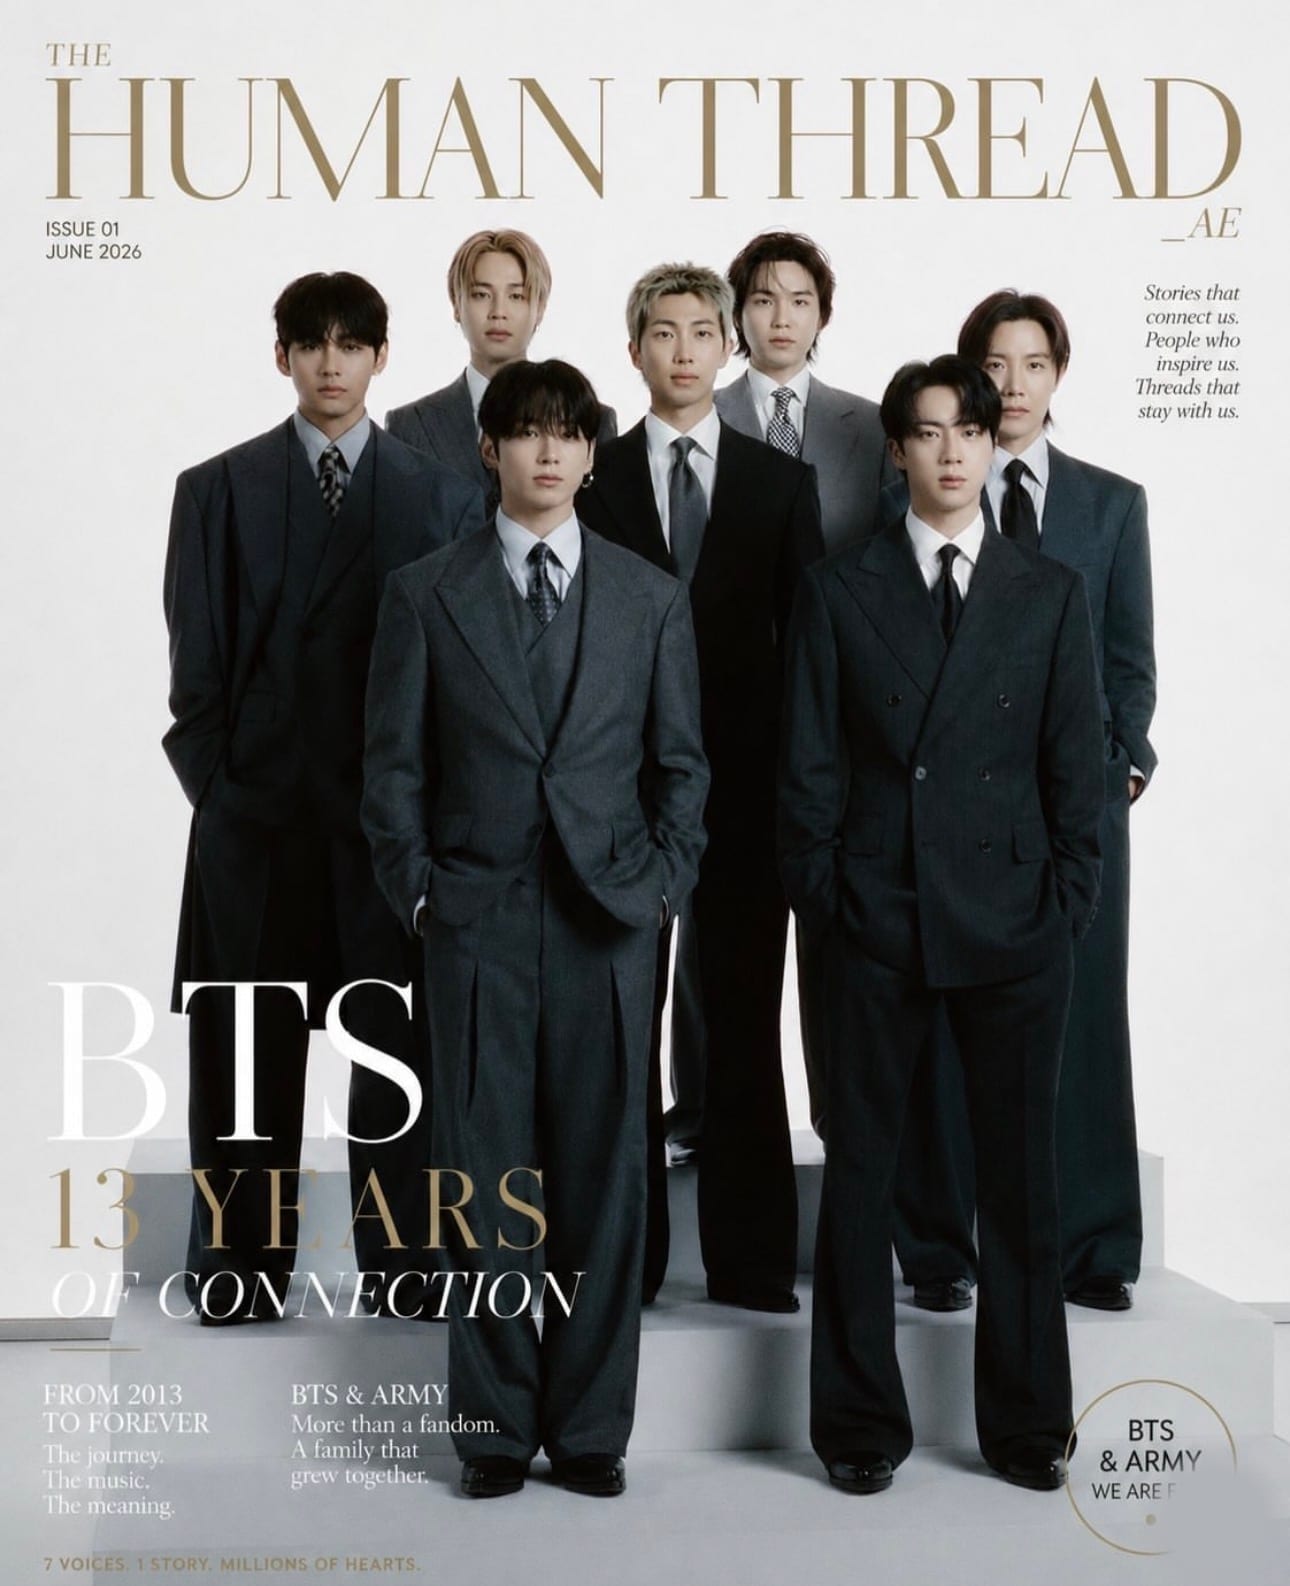 THE
HUMAN THREAD
_AE
ISSUE 01
JUNE 2026
Stories that
connect us.
People who
inspire us.
Threads that
stay with us.
BTS
13 YEARS
OF CONNECTION
FROM 2013
TO FOREVER
The journey.
The music.
The meaning.
BTS & ARMY
More than a fandom.
A family that
grew together.
BTS
& ARMY
WE ARE
7 VOICES. 1 STORY. MILLIONS OF HEARTS.